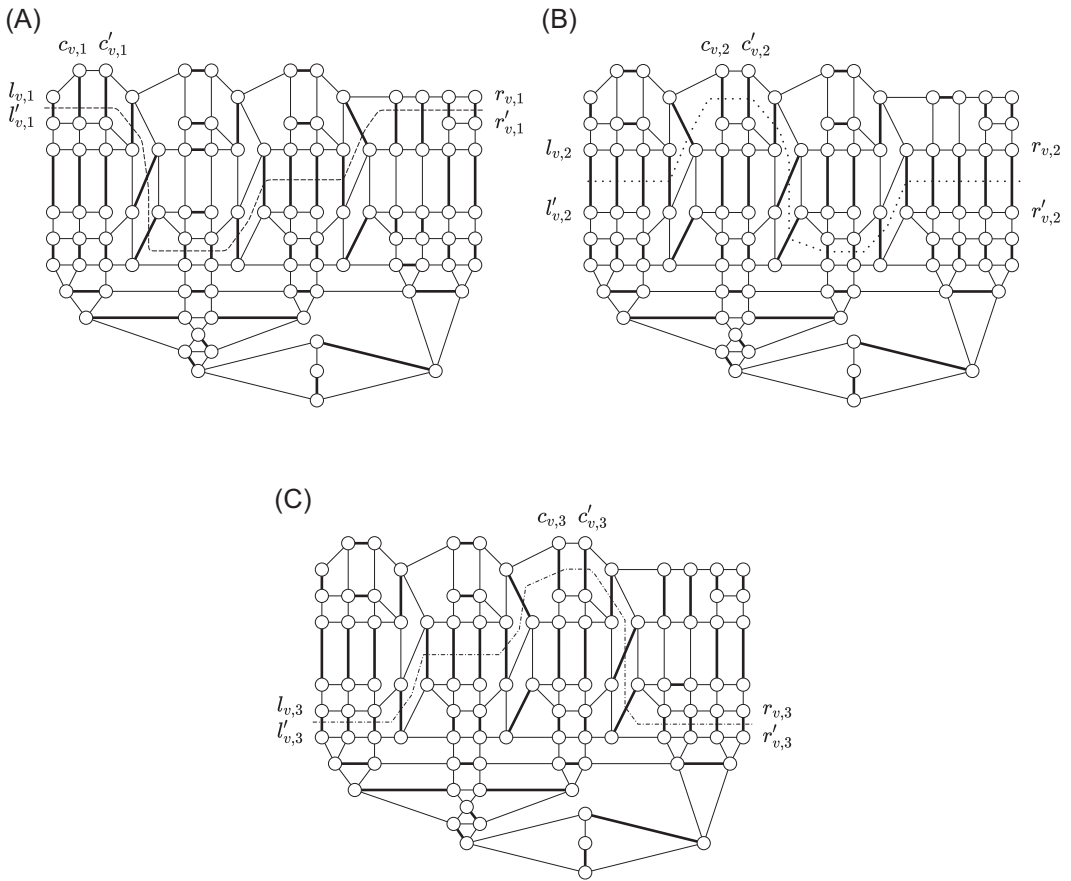 (A)
(B)
c_{v,1} c'_{v,1}
c_{v,2} c'_{v,2}
l_{v,1}
r_{v,1}
l'_{v,1}
r'_{v,1}
l_{v,2}
r_{v,2}
l'_{v,2}
r'_{v,2}
(C)
c_{v,3} c'_{v,3}
l_{v,3}
r_{v,3}
l'_{v,3}
r'_{v,3}